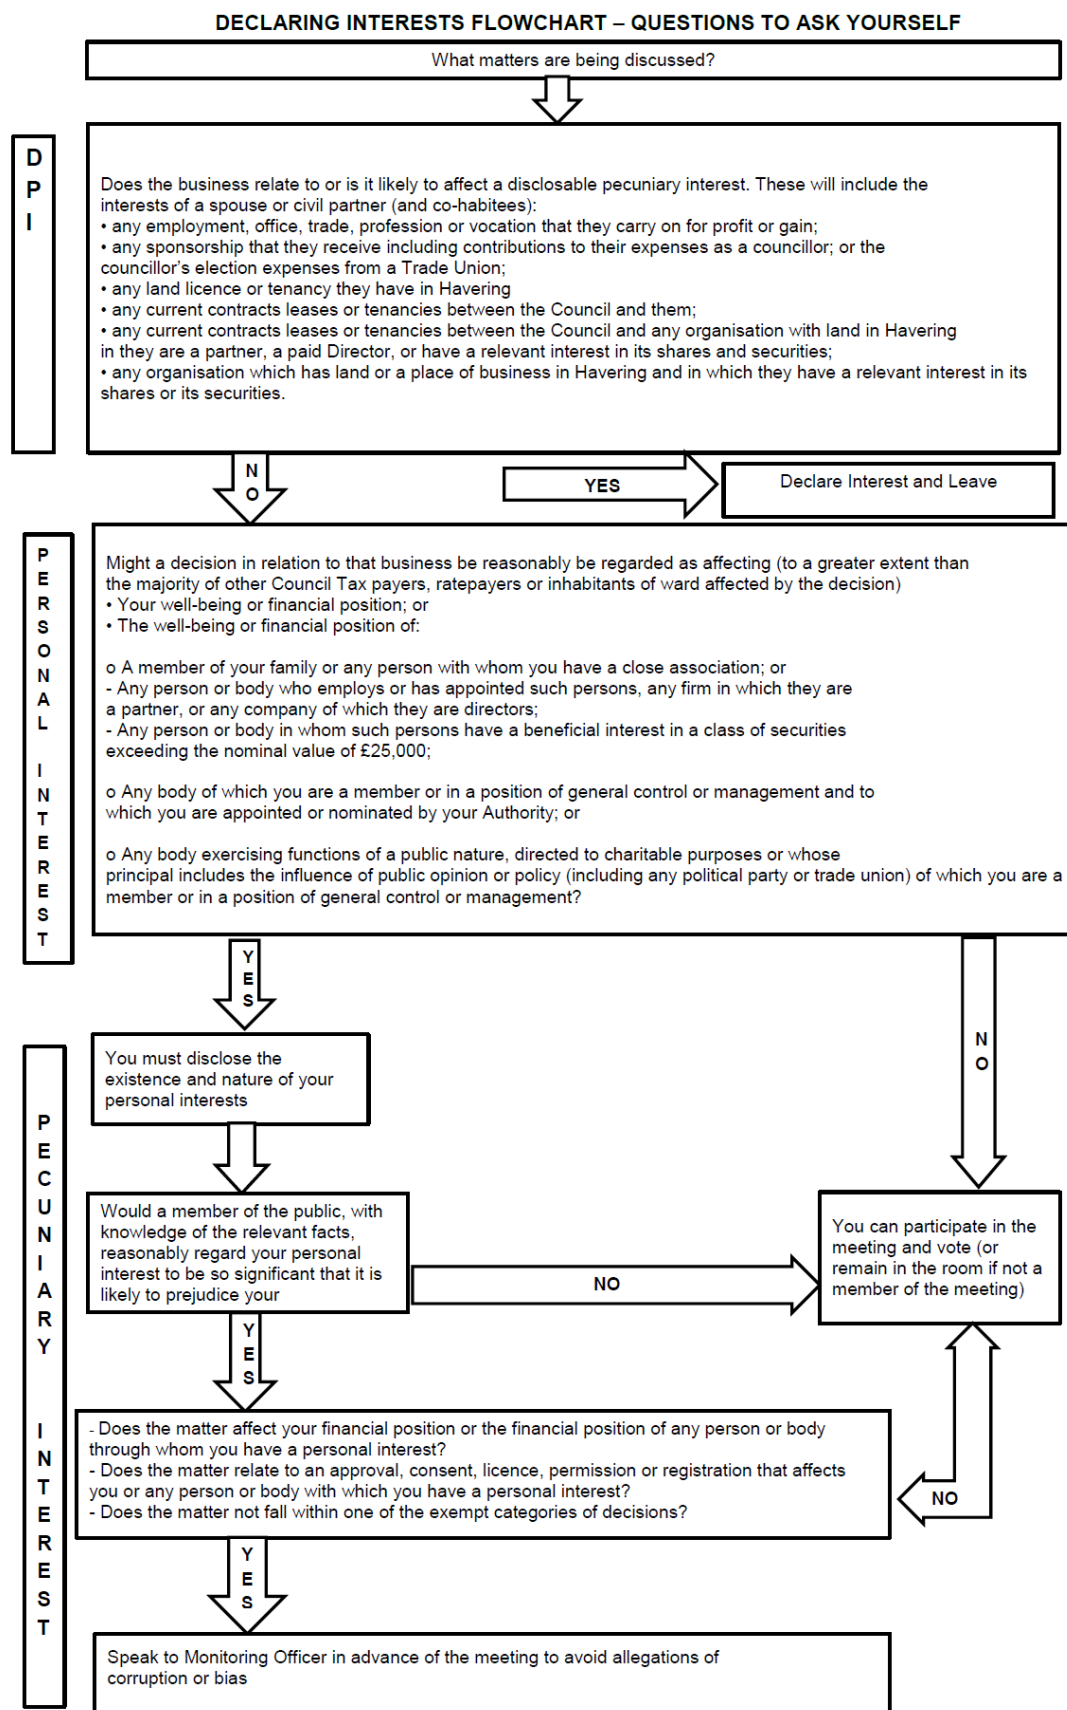 DECLARING INTERESTS FLOWCHART – QUESTIONS TO ASK YOURSELF
What matters are being discussed?
D
P
I
Does the business relate to or is it likely to affect a disclosable pecuniary interest. These will include the
interests of a spouse or civil partner (and co-habitees):
• any employment, office, trade, profession or vocation that they carry on for profit or gain;
• any sponsorship that they receive including contributions to their expenses as a councillor; or the
councillor's election expenses from a Trade Union;
• any land licence or tenancy they have in Havering
• any current contracts leases or tenancies between the Council and them;
• any current contracts leases or tenancies between the Council and any organisation with land in Havering
in they are a partner, a paid Director, or have a relevant interest in its shares and securities;
• any organisation which has land or a place of business in Havering and in which they have a relevant interest in its
shares or its securities.
N
O
YES
Declare Interest and Leave
P
E
R
S
O
N
A
L
I
N
T
E
R
E
S
T
Might a decision in relation to that business be reasonably be regarded as affecting (to a greater extent than
the majority of other Council Tax payers, ratepayers or inhabitants of ward affected by the decision)
• Your well-being or financial position; or
• The well-being or financial position of:
o A member of your family or any person with whom you have a close association; or
- Any person or body who employs or has appointed such persons, any firm in which they are
a partner, or any company of which they are directors;
- Any person or body in whom such persons have a beneficial interest in a class of securities
exceeding the nominal value of £25,000;
o Any body of which you are a member or in a position of general control or management and to
which you are appointed or nominated by your Authority; or
o Any body exercising functions of a public nature, directed to charitable purposes or whose
principal includes the influence of public opinion or policy (including any political party or trade union) of which you are a
member or in a position of general control or management?
Y
E
S
N
O
P
E
C
U
N
I
A
R
Y
I
N
T
E
R
E
S
T
You must disclose the
existence and nature of your
personal interests
Would a member of the public, with
knowledge of the relevant facts,
reasonably regard your personal
interest to be so significant that it is
likely to prejudice your
NO
You can participate in the
meeting and vote (or
remain in the room if not a
member of the meeting)
Y
E
S
- Does the matter affect your financial position or the financial position of any person or body
through whom you have a personal interest?
- Does the matter relate to an approval, consent, licence, permission or registration that affects
you or any person or body with which you have a personal interest?
- Does the matter not fall within one of the exempt categories of decisions?
NO
Y
E
S
Speak to Monitoring Officer in advance of the meeting to avoid allegations of
corruption or bias